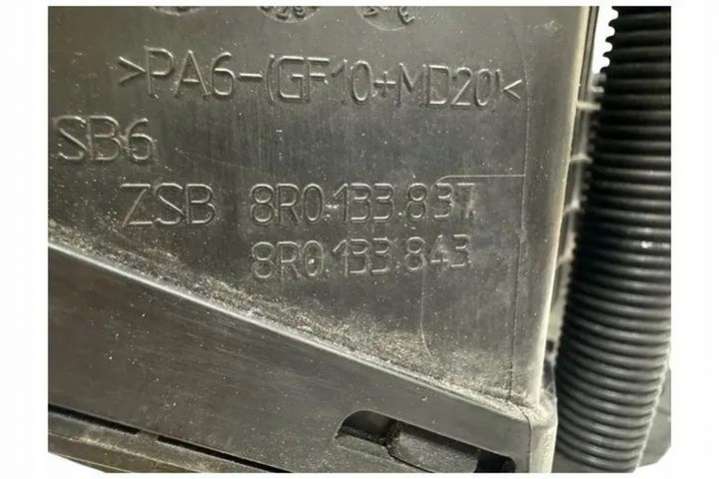 >PA6-(GF10+MD20)<
SB6
ZSB 8R0.133.837
8R0.133.843